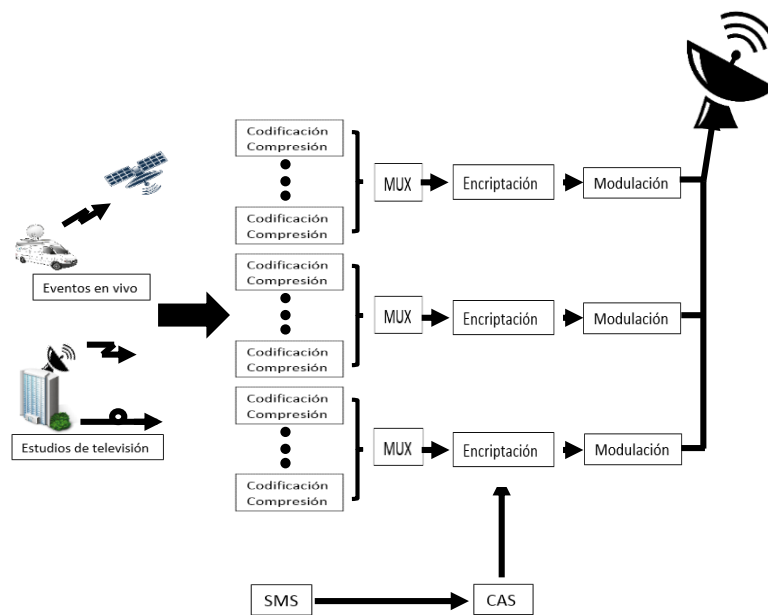 Codificación
Compresión
Codificación
Compresión
MUX
Encriptación
Modulación
Eventos en vivo
Codificación
Compresión
Codificación
Compresión
MUX
Encriptación
Modulación
Estudios de televisión
Codificación
Compresión
Codificación
Compresión
MUX
Encriptación
Modulación
SMS
CAS